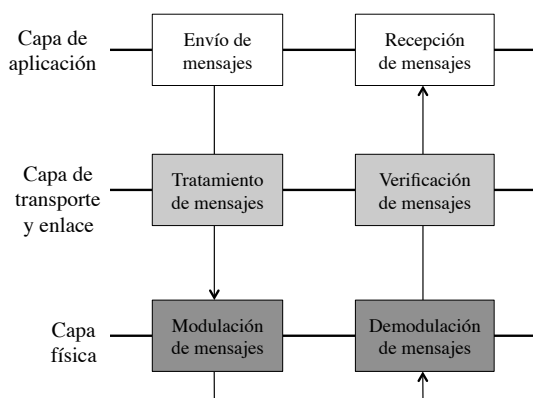 Capa de
aplicación
Envío de
mensajes
Recepción
de mensajes
Capa de
transporte
y enlace
Tratamiento
de mensajes
Verificación
de mensajes
Capa
física
Modulación
de mensajes
Demodulación
de mensajes